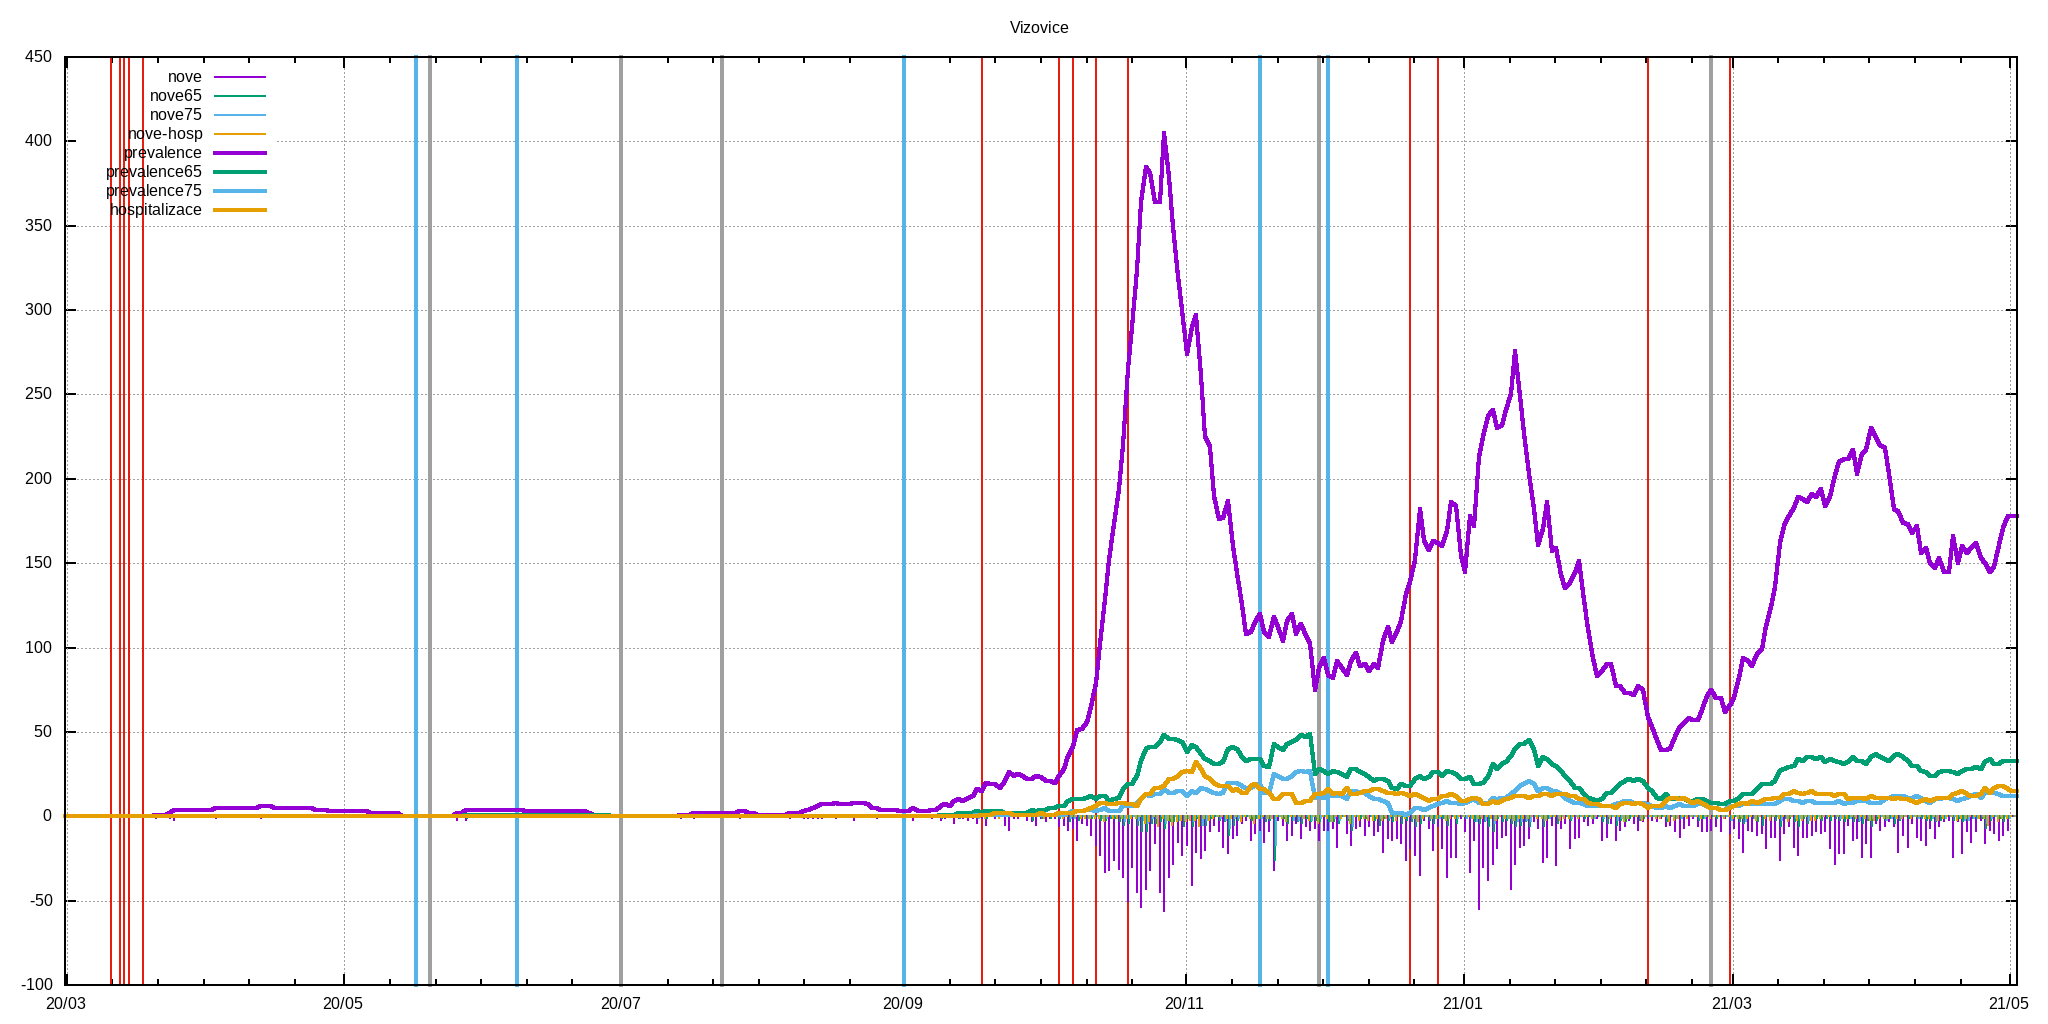 Vizovice
450
400
350
300
250
200
150
100
50
0
-50
-100
nove
nove65
nove75
nove-hosp
prevalence
prevalence65
prevalence75
hospitalizace
20/03 20/05 20/07 20/09 20/11 21/01 21/03 21/05